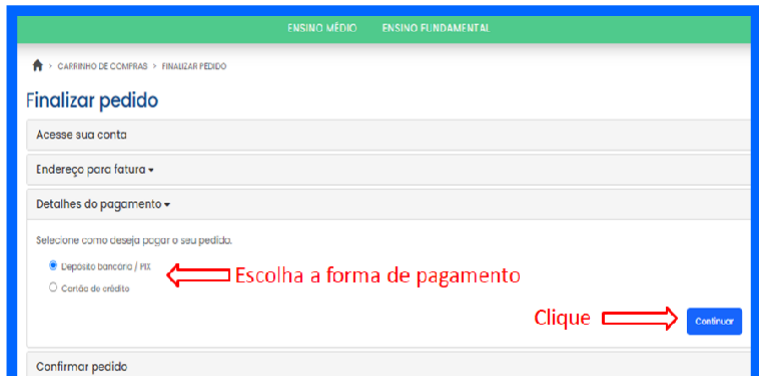 ENSINO MÉDIO ENSINO FUNDAMENTAL
> CARRINHO DE COMPRAS > FINALIZAR PEDIDO
Finalizar pedido
Acesse sua conta
Endereço para fatura
Detalhes do pagamento
Selecione como deseja pagar o seu pedido.
Depósito bancário / PIX
Escolha a forma de pagamento
Cartão de crédito
Clique
Continuar
Confirmar pedido